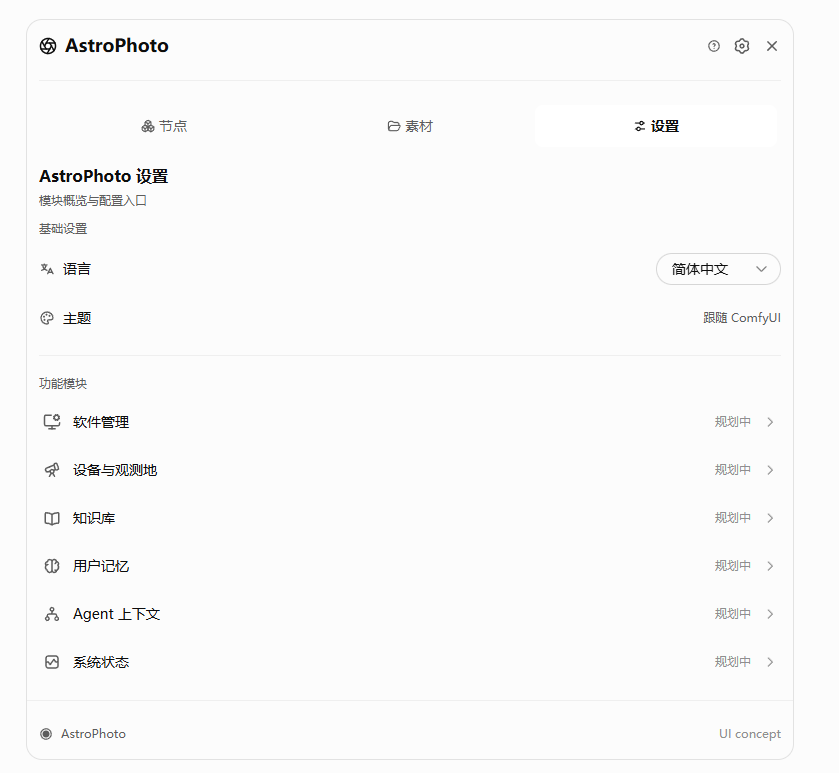 AstroPhoto
节点
素材
设置
AstroPhoto 设置
模块概览与配置入口
基础设置
语言 简体中文
主题 跟随 ComfyUI
功能模块
软件管理 规划中
设备与观测地 规划中
知识库 规划中
用户记忆 规划中
Agent 上下文 规划中
系统状态 规划中
AstroPhoto UI concept